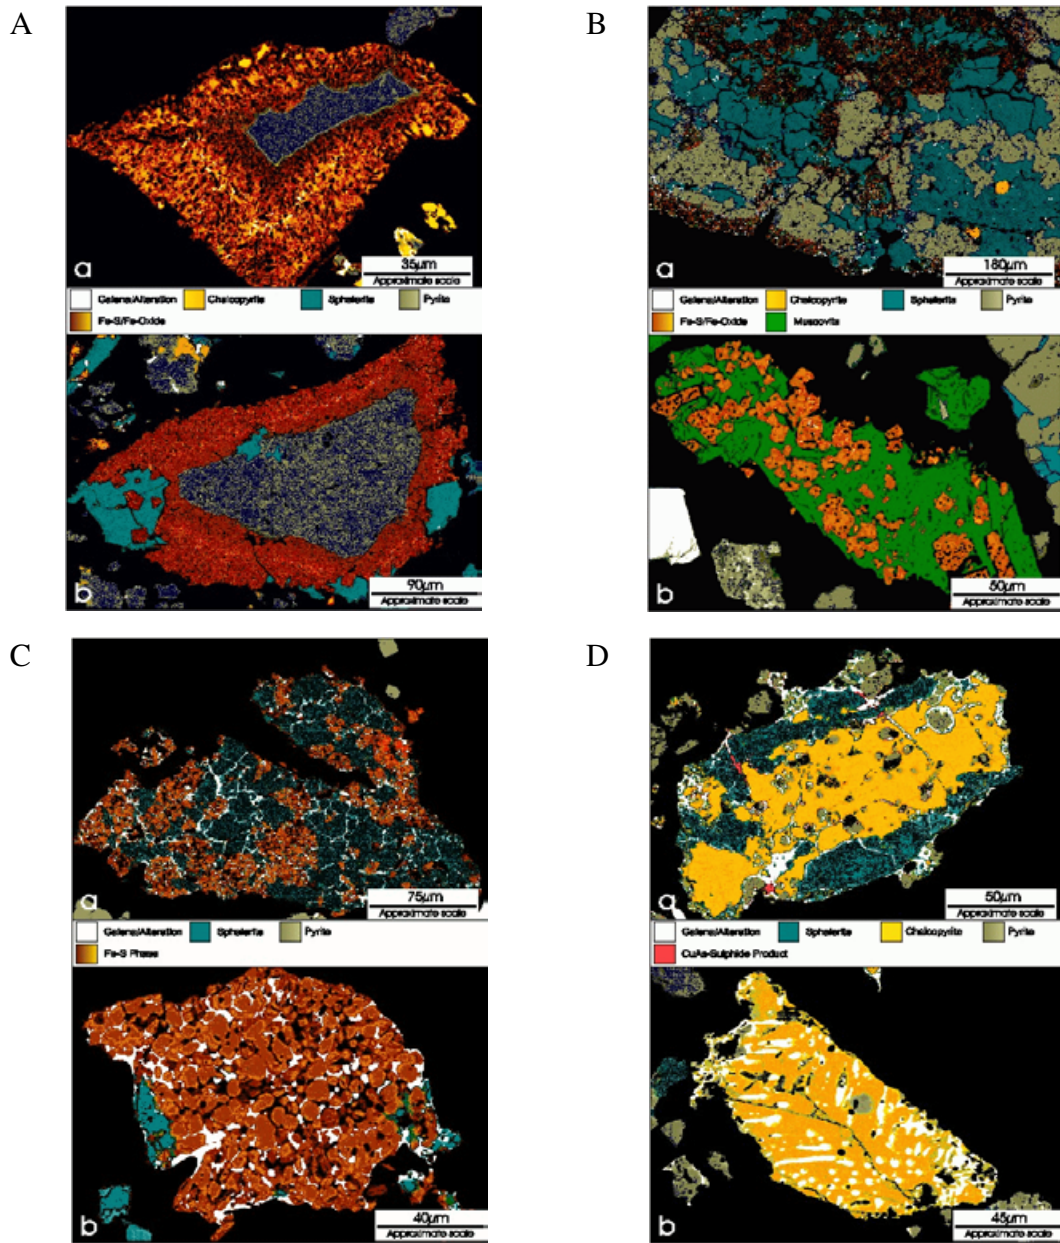 A
B
a
35µm
Approximate scale
a
180µm
Approximate scale
Galena/Alteration Chalcopyrite Sphalerite Pyrite
Fe-S/Fe-Oxide
Galena/Alteration Chalcopyrite Sphalerite Pyrite
Fe-S/Fe-Oxide Muscovite
b
90µm
Approximate scale
b
50µm
Approximate scale
C
D
a
75µm
Approximate scale
a
50µm
Approximate scale
Galena/Alteration Sphalerite Pyrite
Fe-S Phase
Galena/Alteration Sphalerite Chalcopyrite Pyrite
CuAs-Sulphide Product
b
40µm
Approximate scale
b
45µm
Approximate scale